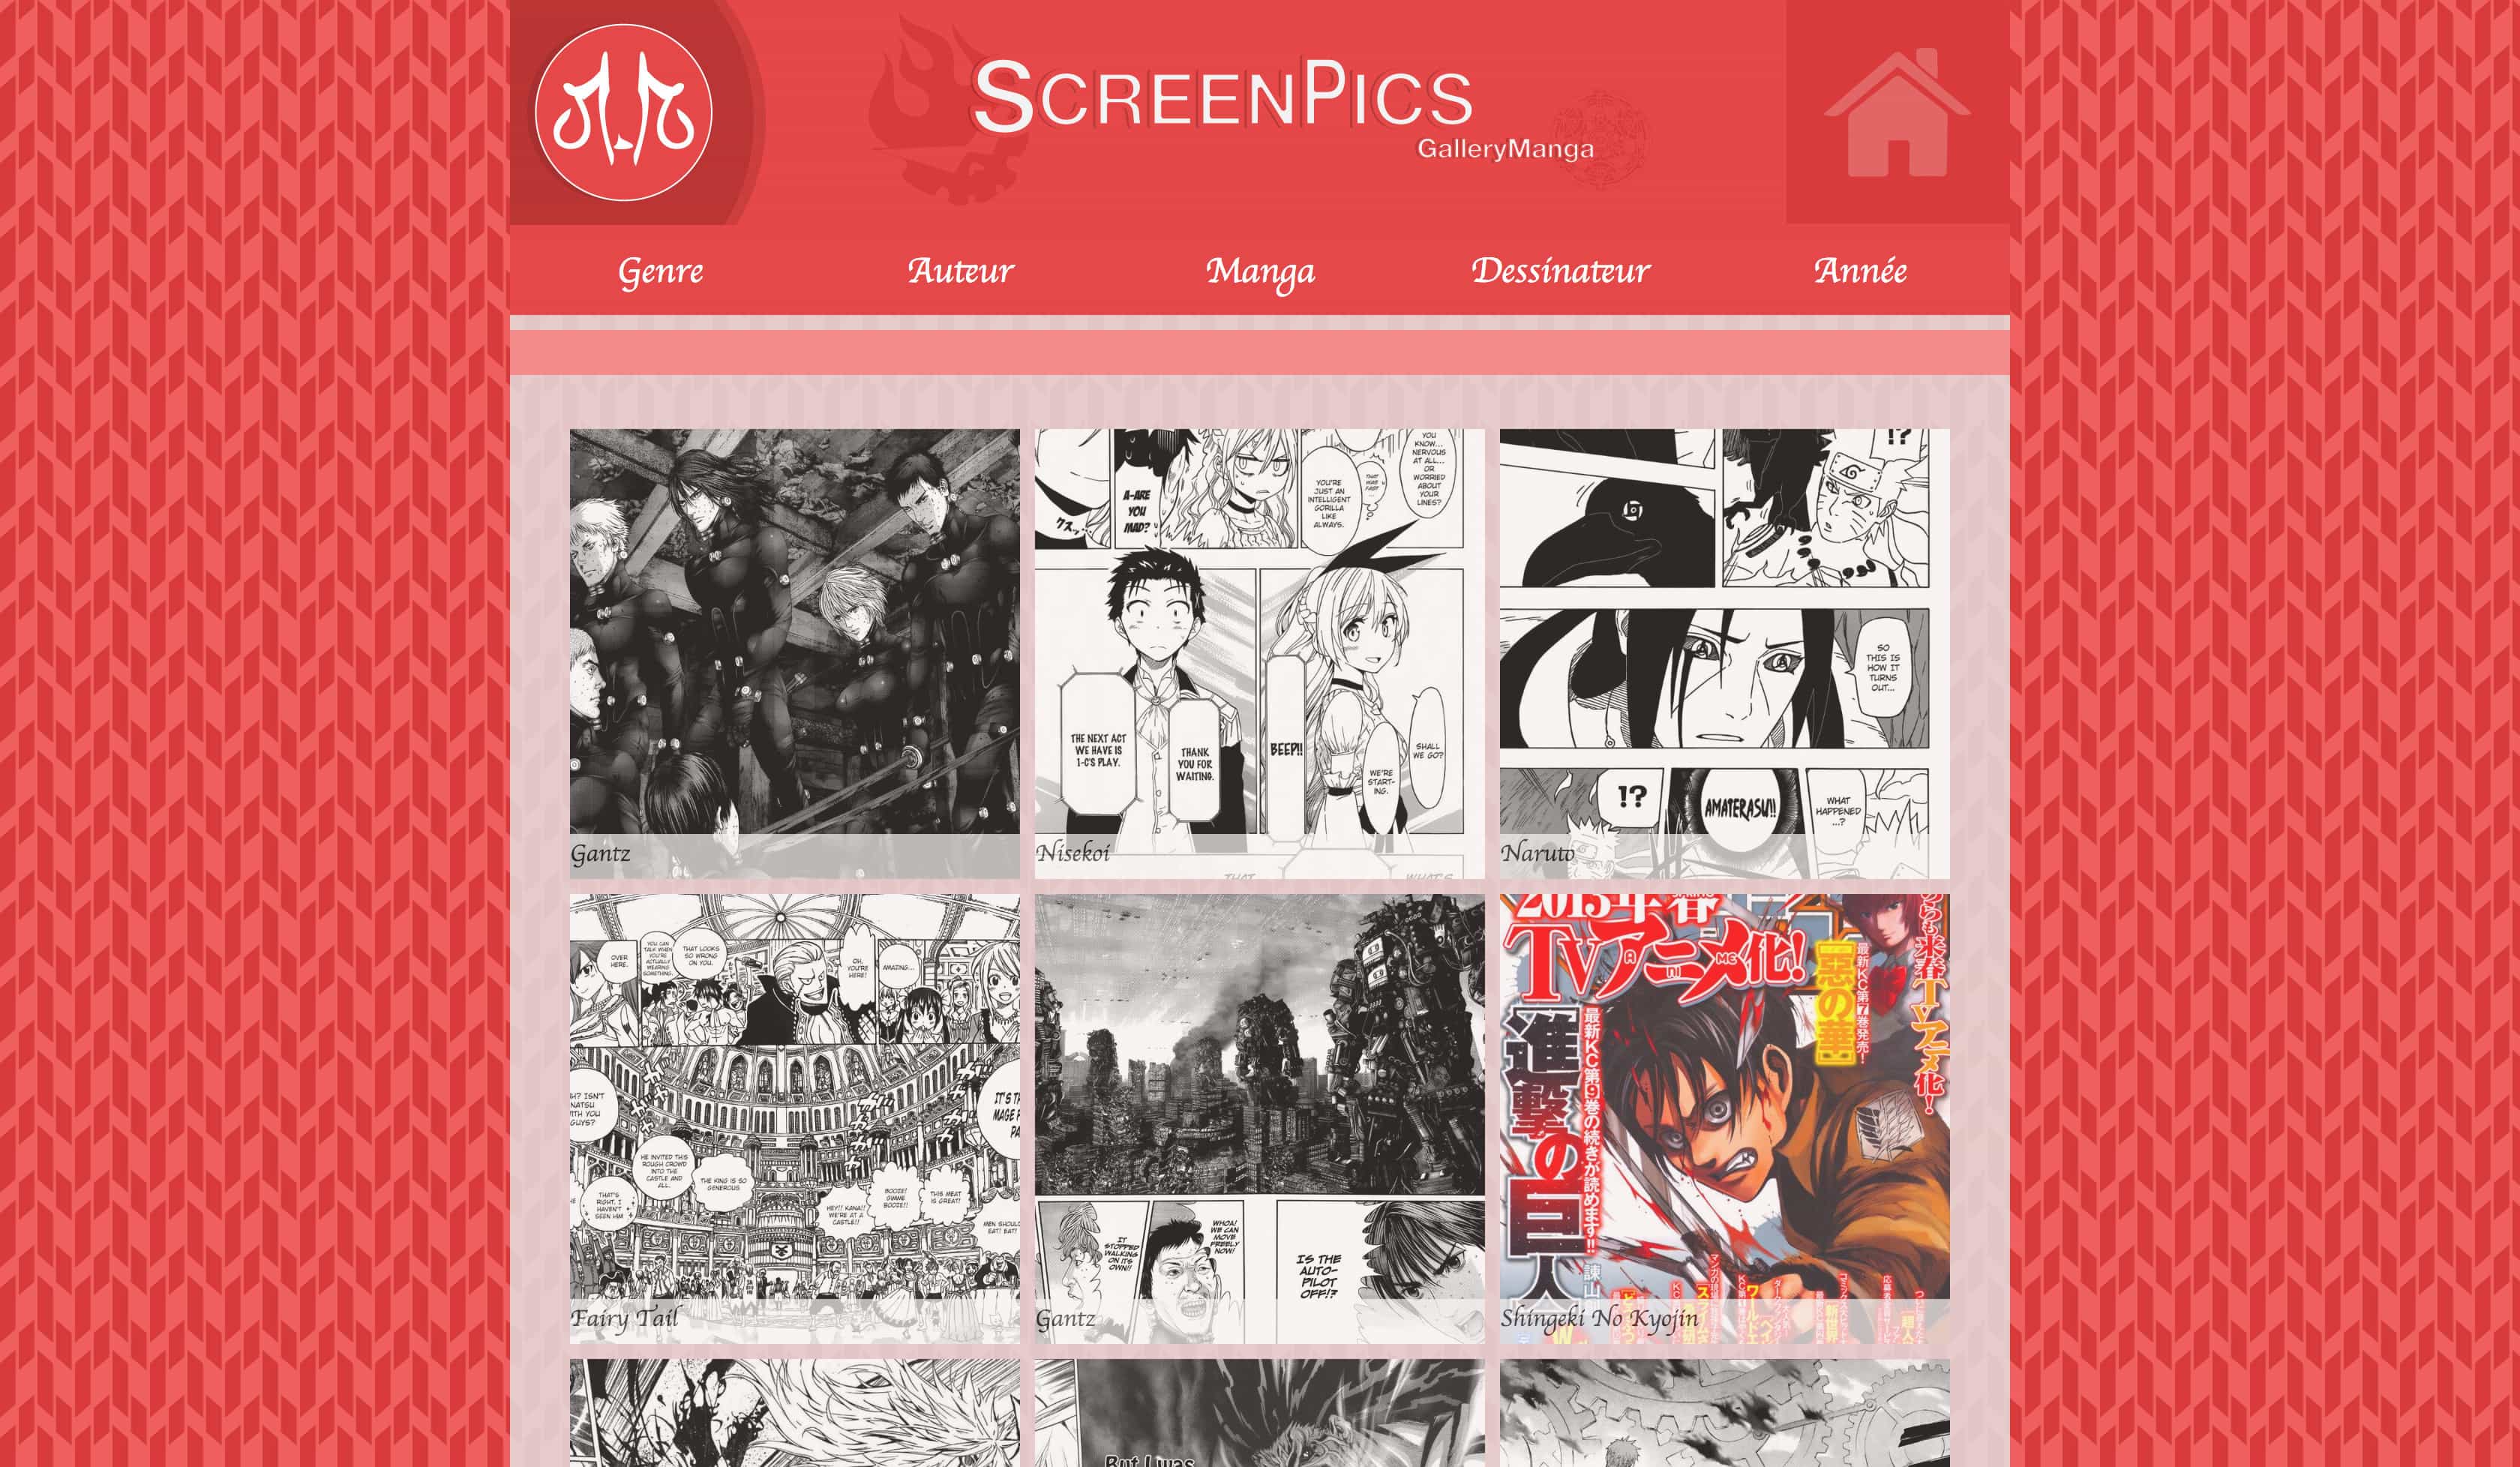 SCREENPICS
GalleryManga
Genre
Auteur
Manga
Dessinateur
Année
A-ARE
YOU
MAD?
YOU'RE
JUST AN
INTELLIGENT
GORILLA
LIKE
ALWAYS.
YOU
KNOW...
NERVOUS
AT ALL...
OR
WORRIED
ABOUT
YOUR
LINES?
THE NEXT ACT
WE HAVE IS
1-C'S PLAY.
THANK
YOU FOR
WAITING.
BEEP!!
WE'RE
START-
ING.
SHALL
WE GO?
!?
SO
THIS IS
HOW IT
TURNS
OUT...
!?
AMATERASU!!
WHAT
HAPPENED
...?
Gantz
Nisekoi
Naruto
OVER
HERE.
YOU CAN
TALK WHEN
YOU'RE
ACTUALLY
WEARING
SOMETHING.
THAT LOOKS
SO WRONG
ON YOU.
OH,
YOU'RE
HERE!
AMAZING...
H? ISN'T
NATSU
ITH YOU
GUYS?
IT'S TH
MAGE P
PA
HE INVITED THIS
ROUGH CROWD
INTO THE
CASTLE AND
ALL.
THE KING IS SO
GENEROUS
THAT'S
RIGHT, I
HAVEN'T
SEEN HIM
HEY!! KANA!!
WE'RE AT A
CASTLE!!
BOOZE!
GIMME
BOOZE!!
THIS MEAT
IS GREAT!
MEN SHOULD
EAT! EAT!
IT
STOPPED
WALKING
ON ITS
OWN!!
WHOA!
WE CAN
MOVE
FREELY
NOW!
IS THE
AUTO-
PILOT
OFF!?
2013年春
TVアニメ化!
A NI ME
惡の華
最新KC第7巻発売!
来春TVアニメ化!
進撃の巨人
最新KC第9巻の続きが読めます!!
諫山
Fairy Tail
Gantz
Shingeki No Kyojin
But I was